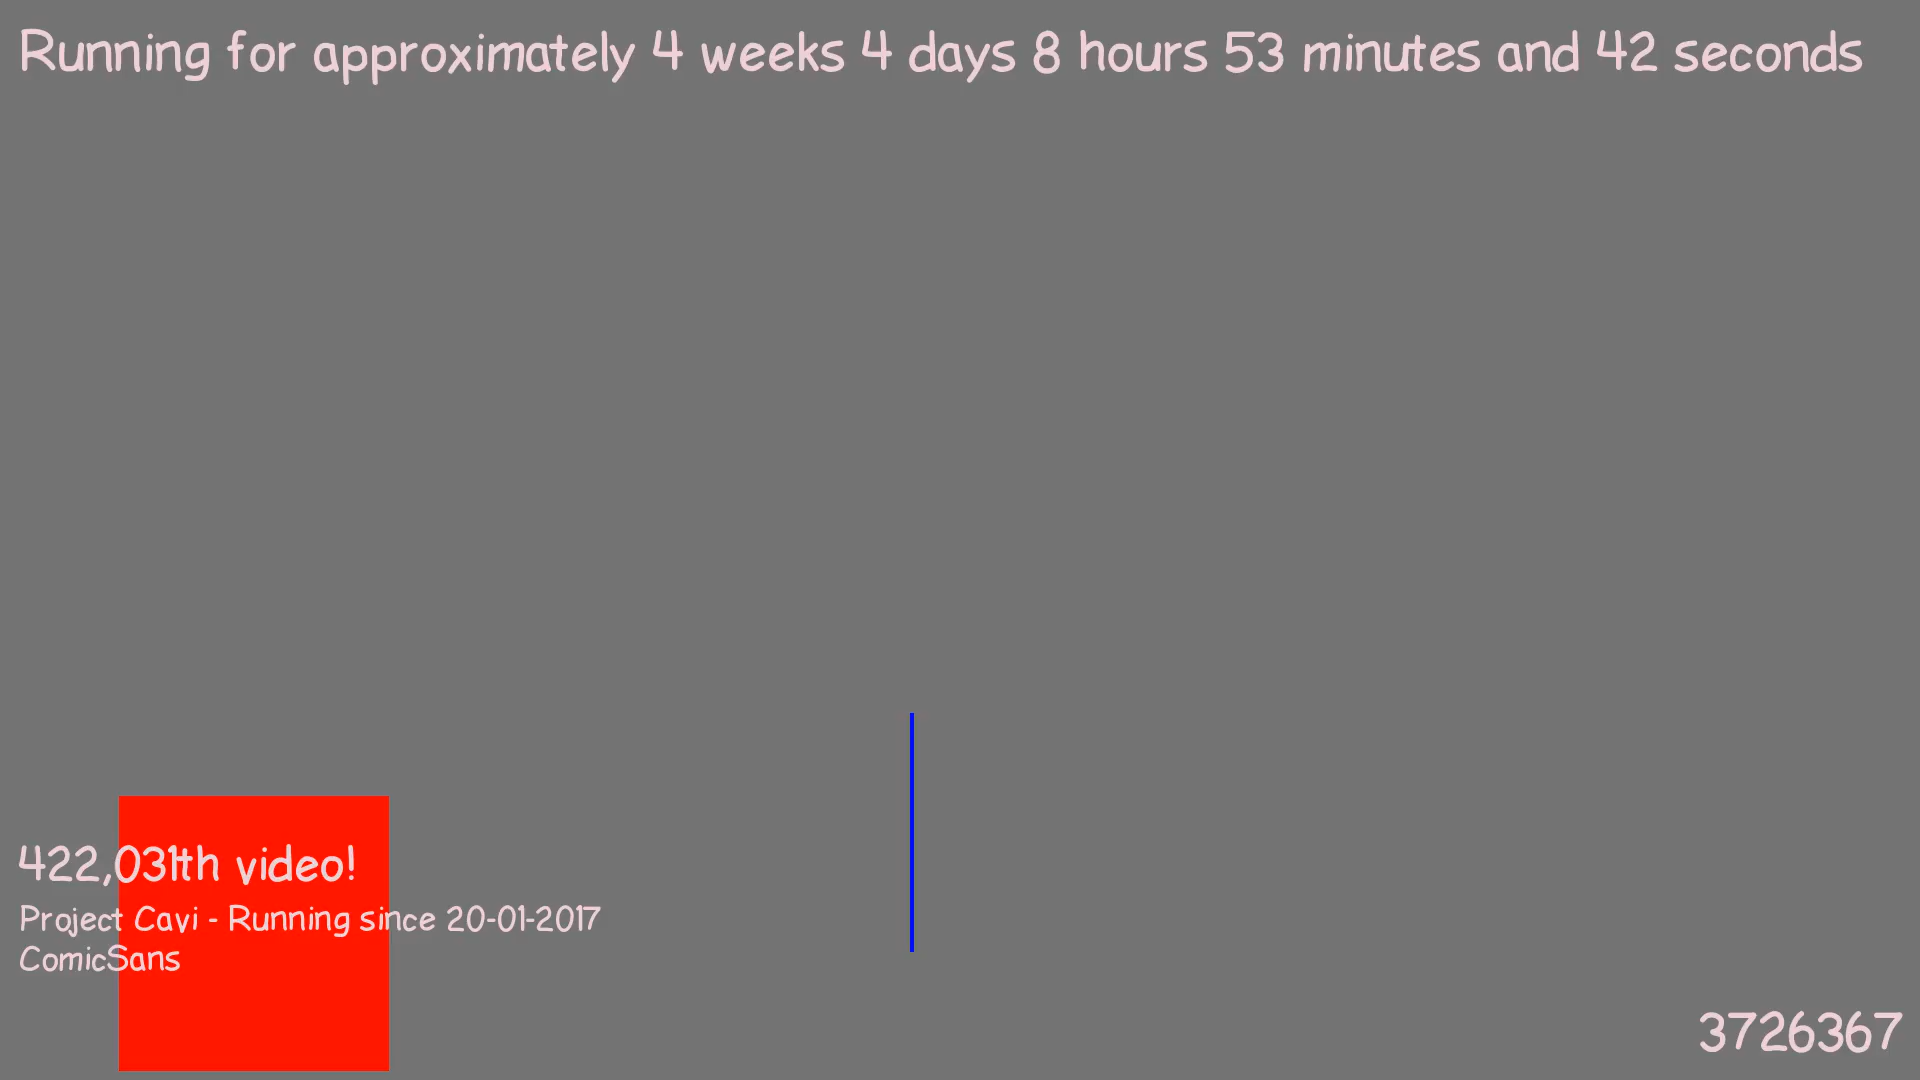 Running for approximately 4 weeks 4 days 8 hours 53 minutes and 42 seconds
422,031th video!
Project Cavi - Running since 20-01-2017
ComicSans
3726367